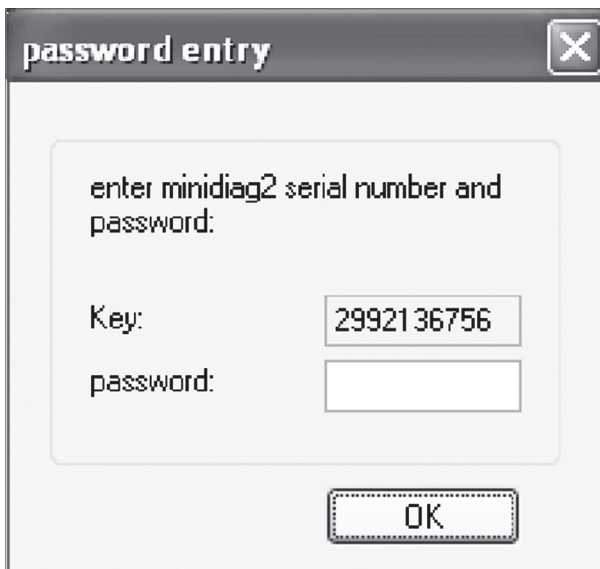 password entry
enter minidiag2 serial number and
password:
Key: 2992136756
password:
OK